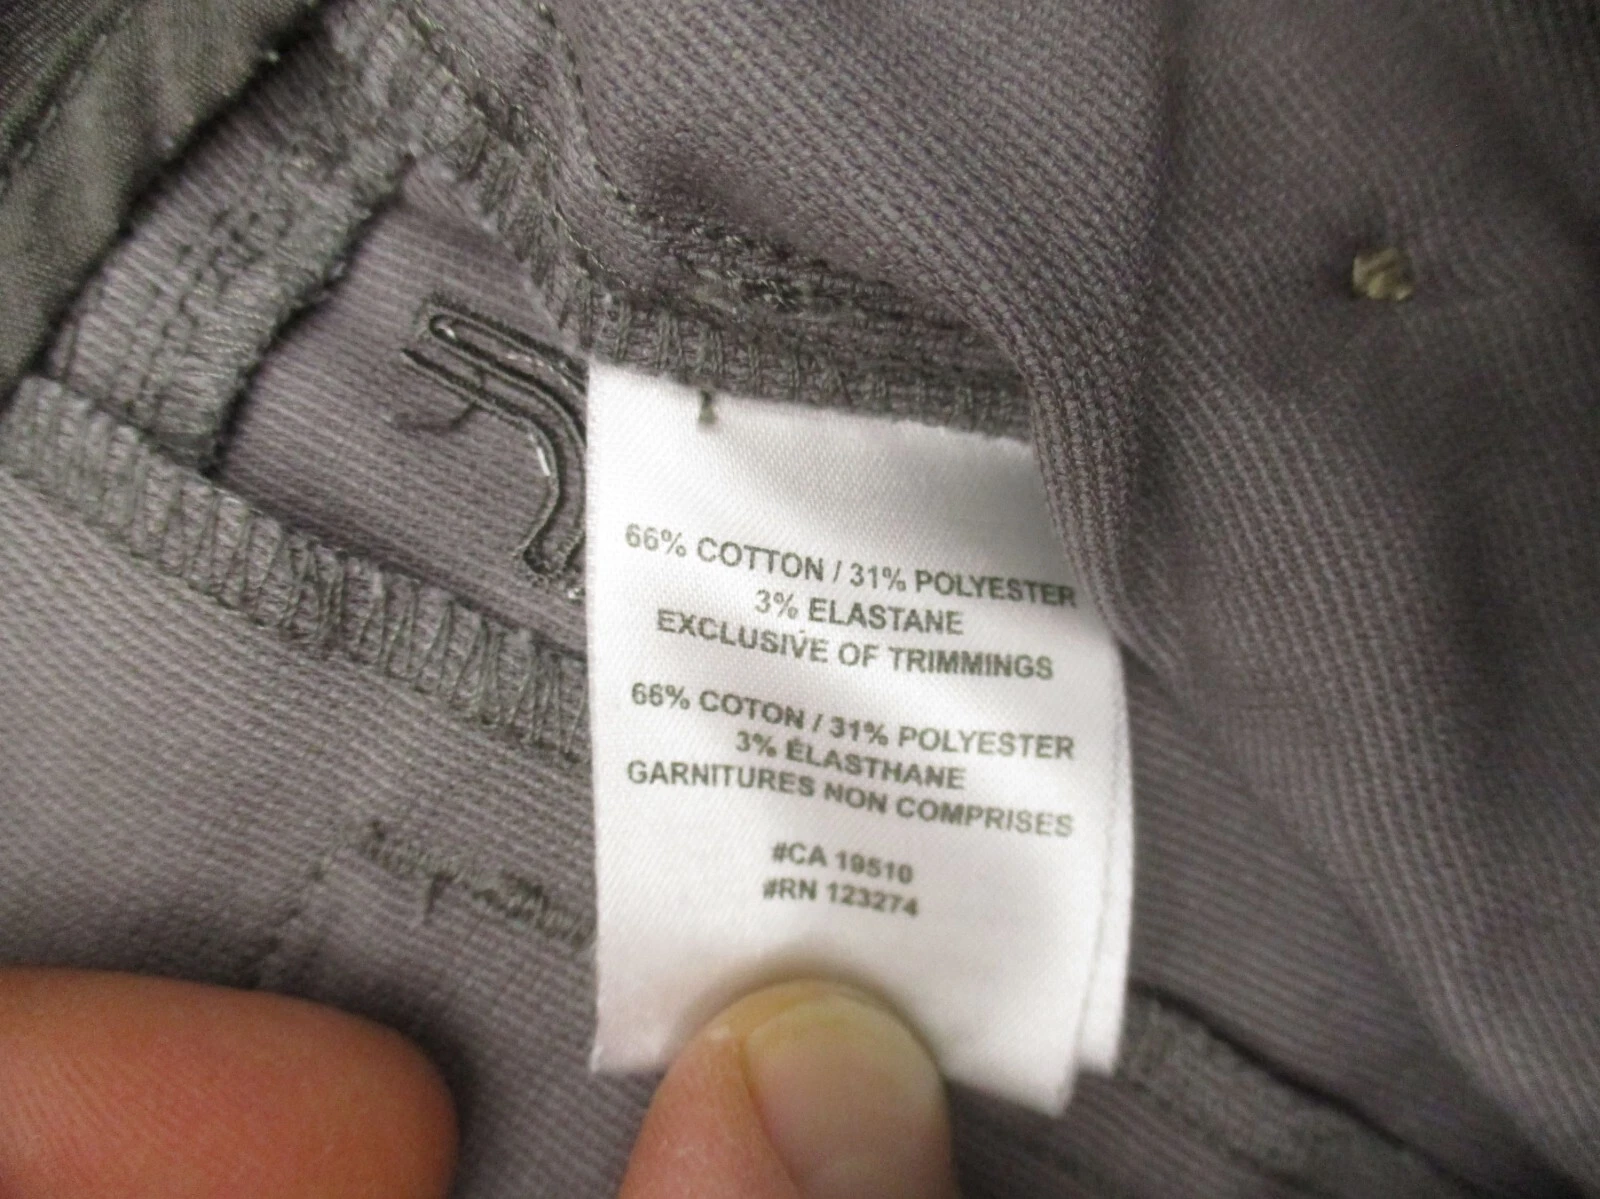 66% COTTON / 31% POLYESTER
3% ELASTANE
EXCLUSIVE OF TRIMMINGS
66% COTON / 31% POLYESTER
3% ÉLASTHANE
GARNITURES NON COMPRISES
#CA 19510
#RN 123274